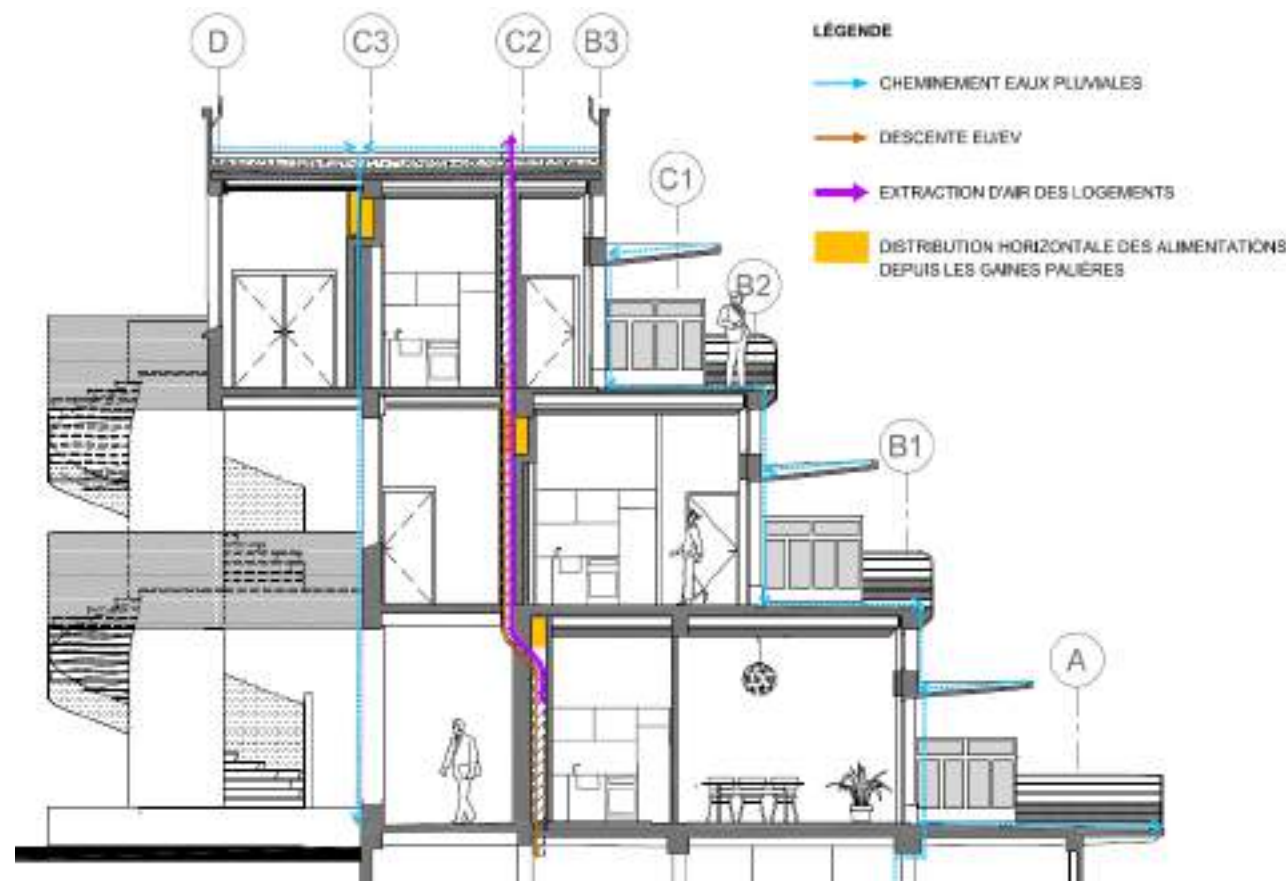 D
C3
C2
B3
LÉGENDE
CHEMINEMENT EAUX PLUVIALES
DESCENTE EU/EV
C1
EXTRACTION D'AIR DES LOGEMENTS
DISTRIBUTION HORIZONTALE DES ALIMENTATIONS
DEPUIS LES GAINES PALIÈRES
B2
B1
A